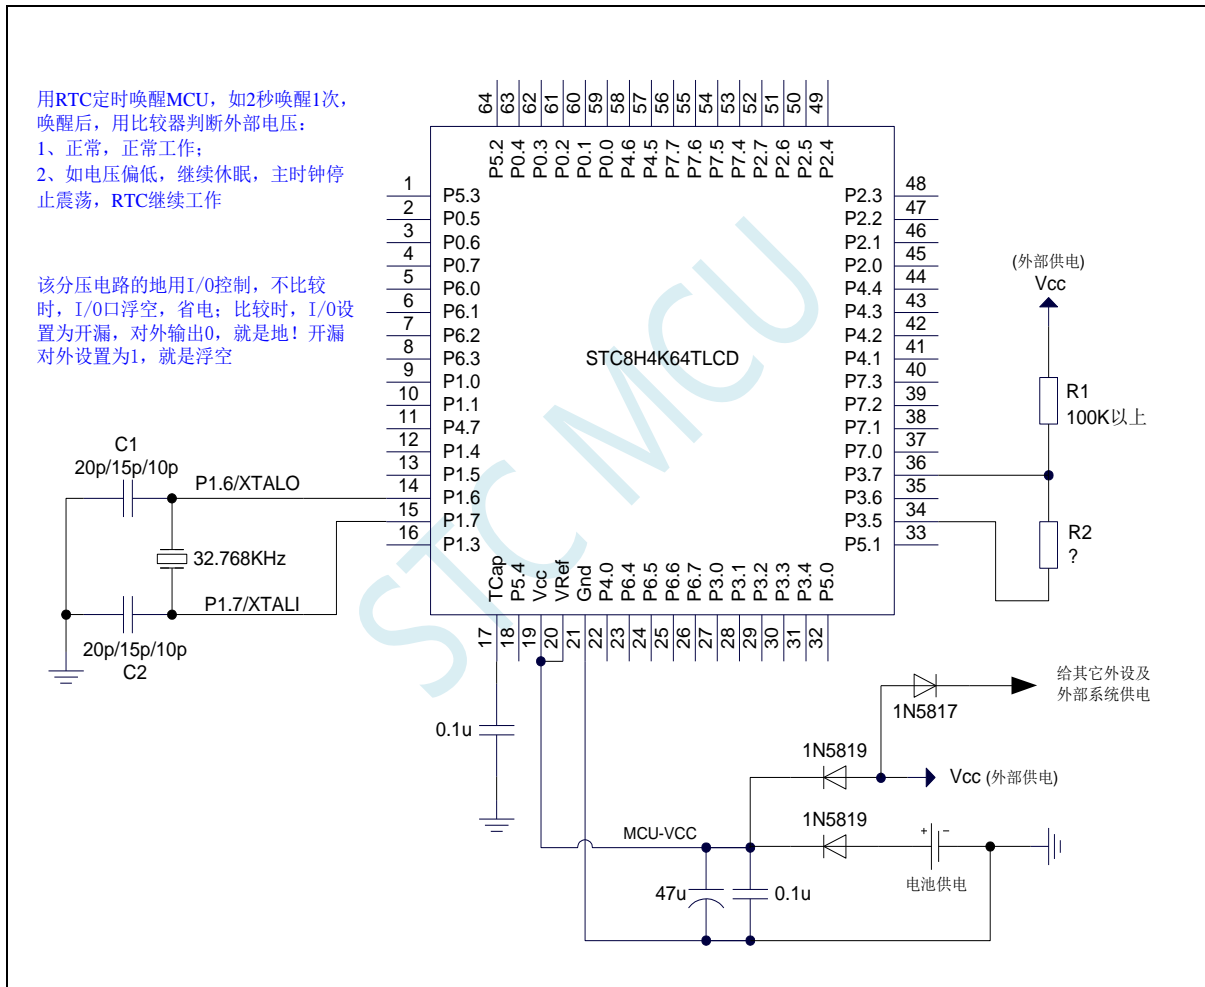 用RTC定时唤醒MCU，如2秒唤醒1次，
唤醒后，用比较器判断外部电压：
1、正常，正常工作；
2、如电压偏低，继续休眠，主时钟停
止震荡，RTC继续工作
该分压电路的地用I/O控制，不比较
时，I/O口浮空，省电；比较时，I/O设
置为开漏，对外输出0，就是地！开漏
对外设置为1，就是浮空
64 63 62 61 60 59 58 57 56 55 54 53 52 51 50 49
P5.2 P0.4 P0.3 P0.2 P0.1 P0.0 P4.6 P4.5 P7.7 P7.6 P7.5 P7.4 P2.7 P2.6 P2.5 P2.4
1 P5.3
2 P0.5
3 P0.6
4 P0.7
5 P6.0
6 P6.1
7 P6.2
8 P6.3
9 P1.0
10 P1.1
11 P4.7
12 P1.4
13 P1.5
14 P1.6
15 P1.7
16 P1.3
STC8H4K64TLCD
STC MCU
P2.3 48
P2.2 47
P2.1 46
P2.0 45
P4.4 44
P4.3 43
P4.2 42
P4.1 41
P7.3 40
P7.2 39
P7.1 38
P7.0 37
P3.7 36
P3.6 35
P3.5 34
P5.1 33
TCap P5.4 Vcc VRef Gnd P4.0 P6.4 P6.5 P6.6 P6.7 P3.0 P3.1 P3.2 P3.3 P3.4 P5.0
17 18 19 20 21 22 23 24 25 26 27 28 29 30 31 32
(外部供电)
Vcc
R1
100K以上
R2
?
C1
20p/15p/10p
P1.6/XTALO
32.768KHz
P1.7/XTALI
20p/15p/10p
C2
0.1u
1N5817
给其它外设及
外部系统供电
1N5819
Vcc (外部供电)
1N5819
MCU-VCC
+ −
电池供电
47u
0.1u